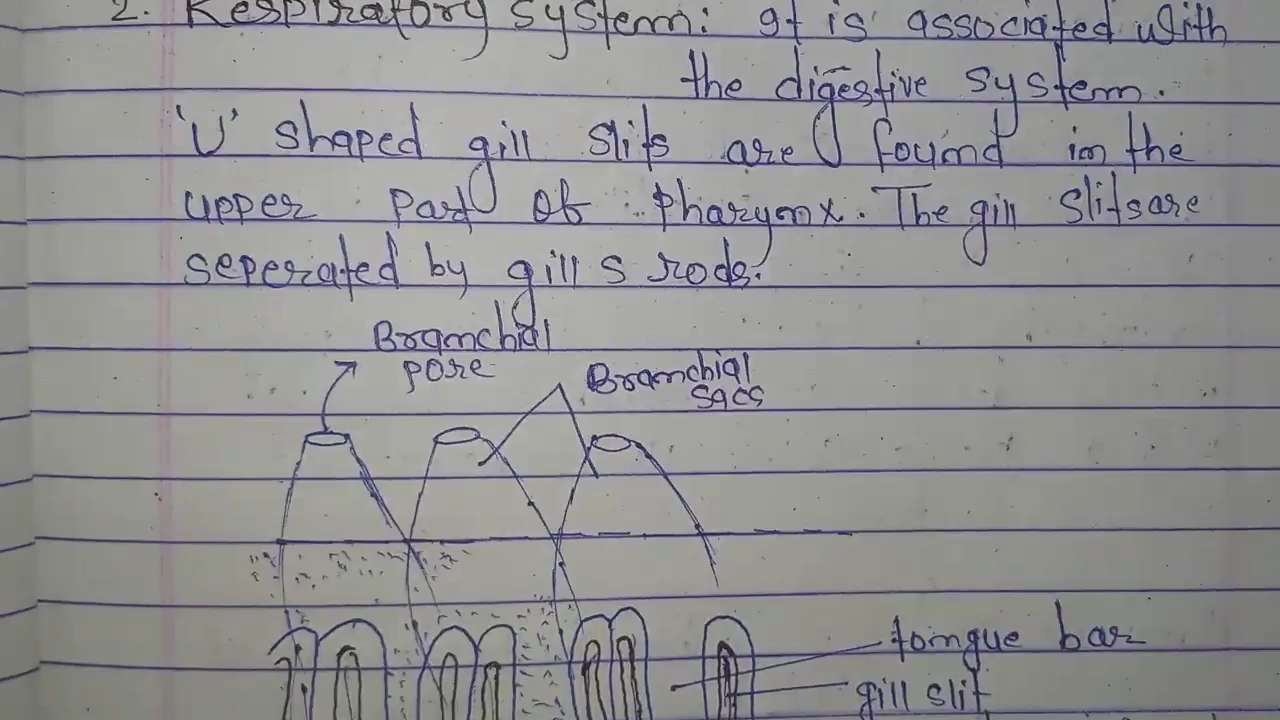 2. Respiratory system: It is associated with
the digestive system.
'U' shaped gill slits are found in the
upper part of pharynx. The gill slits are
seperated by gill s rods.
Branchial
pore
Branchial
sacs
tongue bar
gill slit